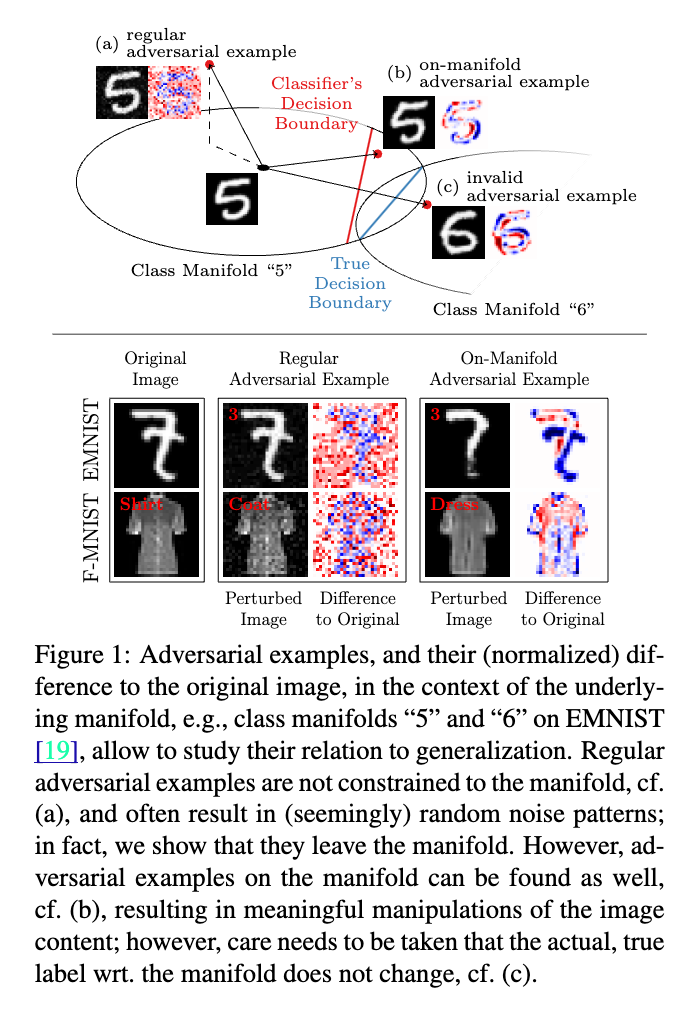 (a) regular
adversarial example
Classifier's
Decision
Boundary
(b) on-manifold
adversarial example
(c) invalid
adversarial example
Class Manifold “5”
True
Decision
Boundary
Class Manifold “6”
Original
Image
Regular
Adversarial Example
On-Manifold
Adversarial Example
EMNIST
3
3
F-MNIST
Shirt
Coat
Dress
Perturbed
Image
Difference
to Original
Perturbed
Image
Difference
to Original
Figure 1: Adversarial examples, and their (normalized) dif-
ference to the original image, in the context of the underly-
ing manifold, e.g., class manifolds “5” and “6” on EMNIST
[19], allow to study their relation to generalization. Regular
adversarial examples are not constrained to the manifold, cf.
(a), and often result in (seemingly) random noise patterns;
in fact, we show that they leave the manifold. However, ad-
versarial examples on the manifold can be found as well,
cf. (b), resulting in meaningful manipulations of the image
content; however, care needs to be taken that the actual, true
label wrt. the manifold does not change, cf. (c).